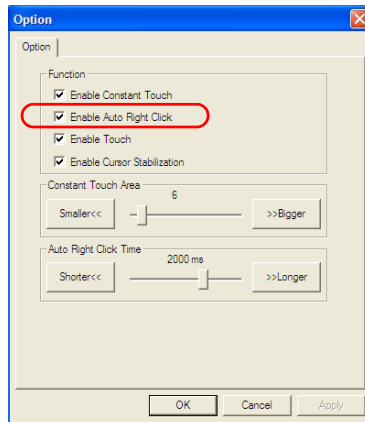 Option
Option
Function
Enable Constant Touch
Enable Auto Right Click
Enable Touch
Enable Cursor Stabilization
Constant Touch Area
6
Smaller<<
>>Bigger
Auto Right Click Time
2000 ms
Shorter<<
>>Longer
OK Cancel Apply